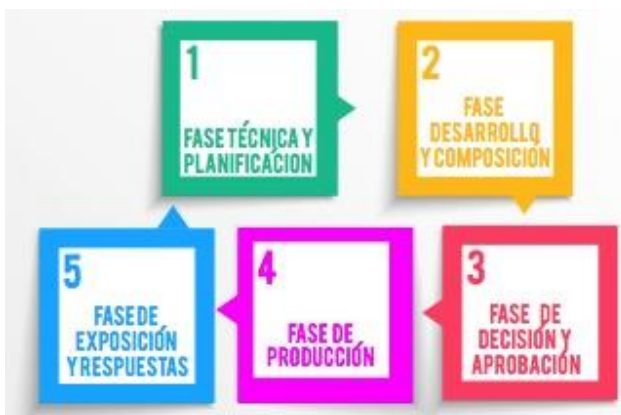 1
FASE TÉCNICA Y
PLANIFICACIÓN
2
FASE
DESARROLLO
Y COMPOSICIÓN
3
FASE DE
DECISIÓN Y
APROBACIÓN
4
FASE DE
PRODUCCIÓN
5
FASE DE
EXPOSICIÓN
Y RESPUESTAS